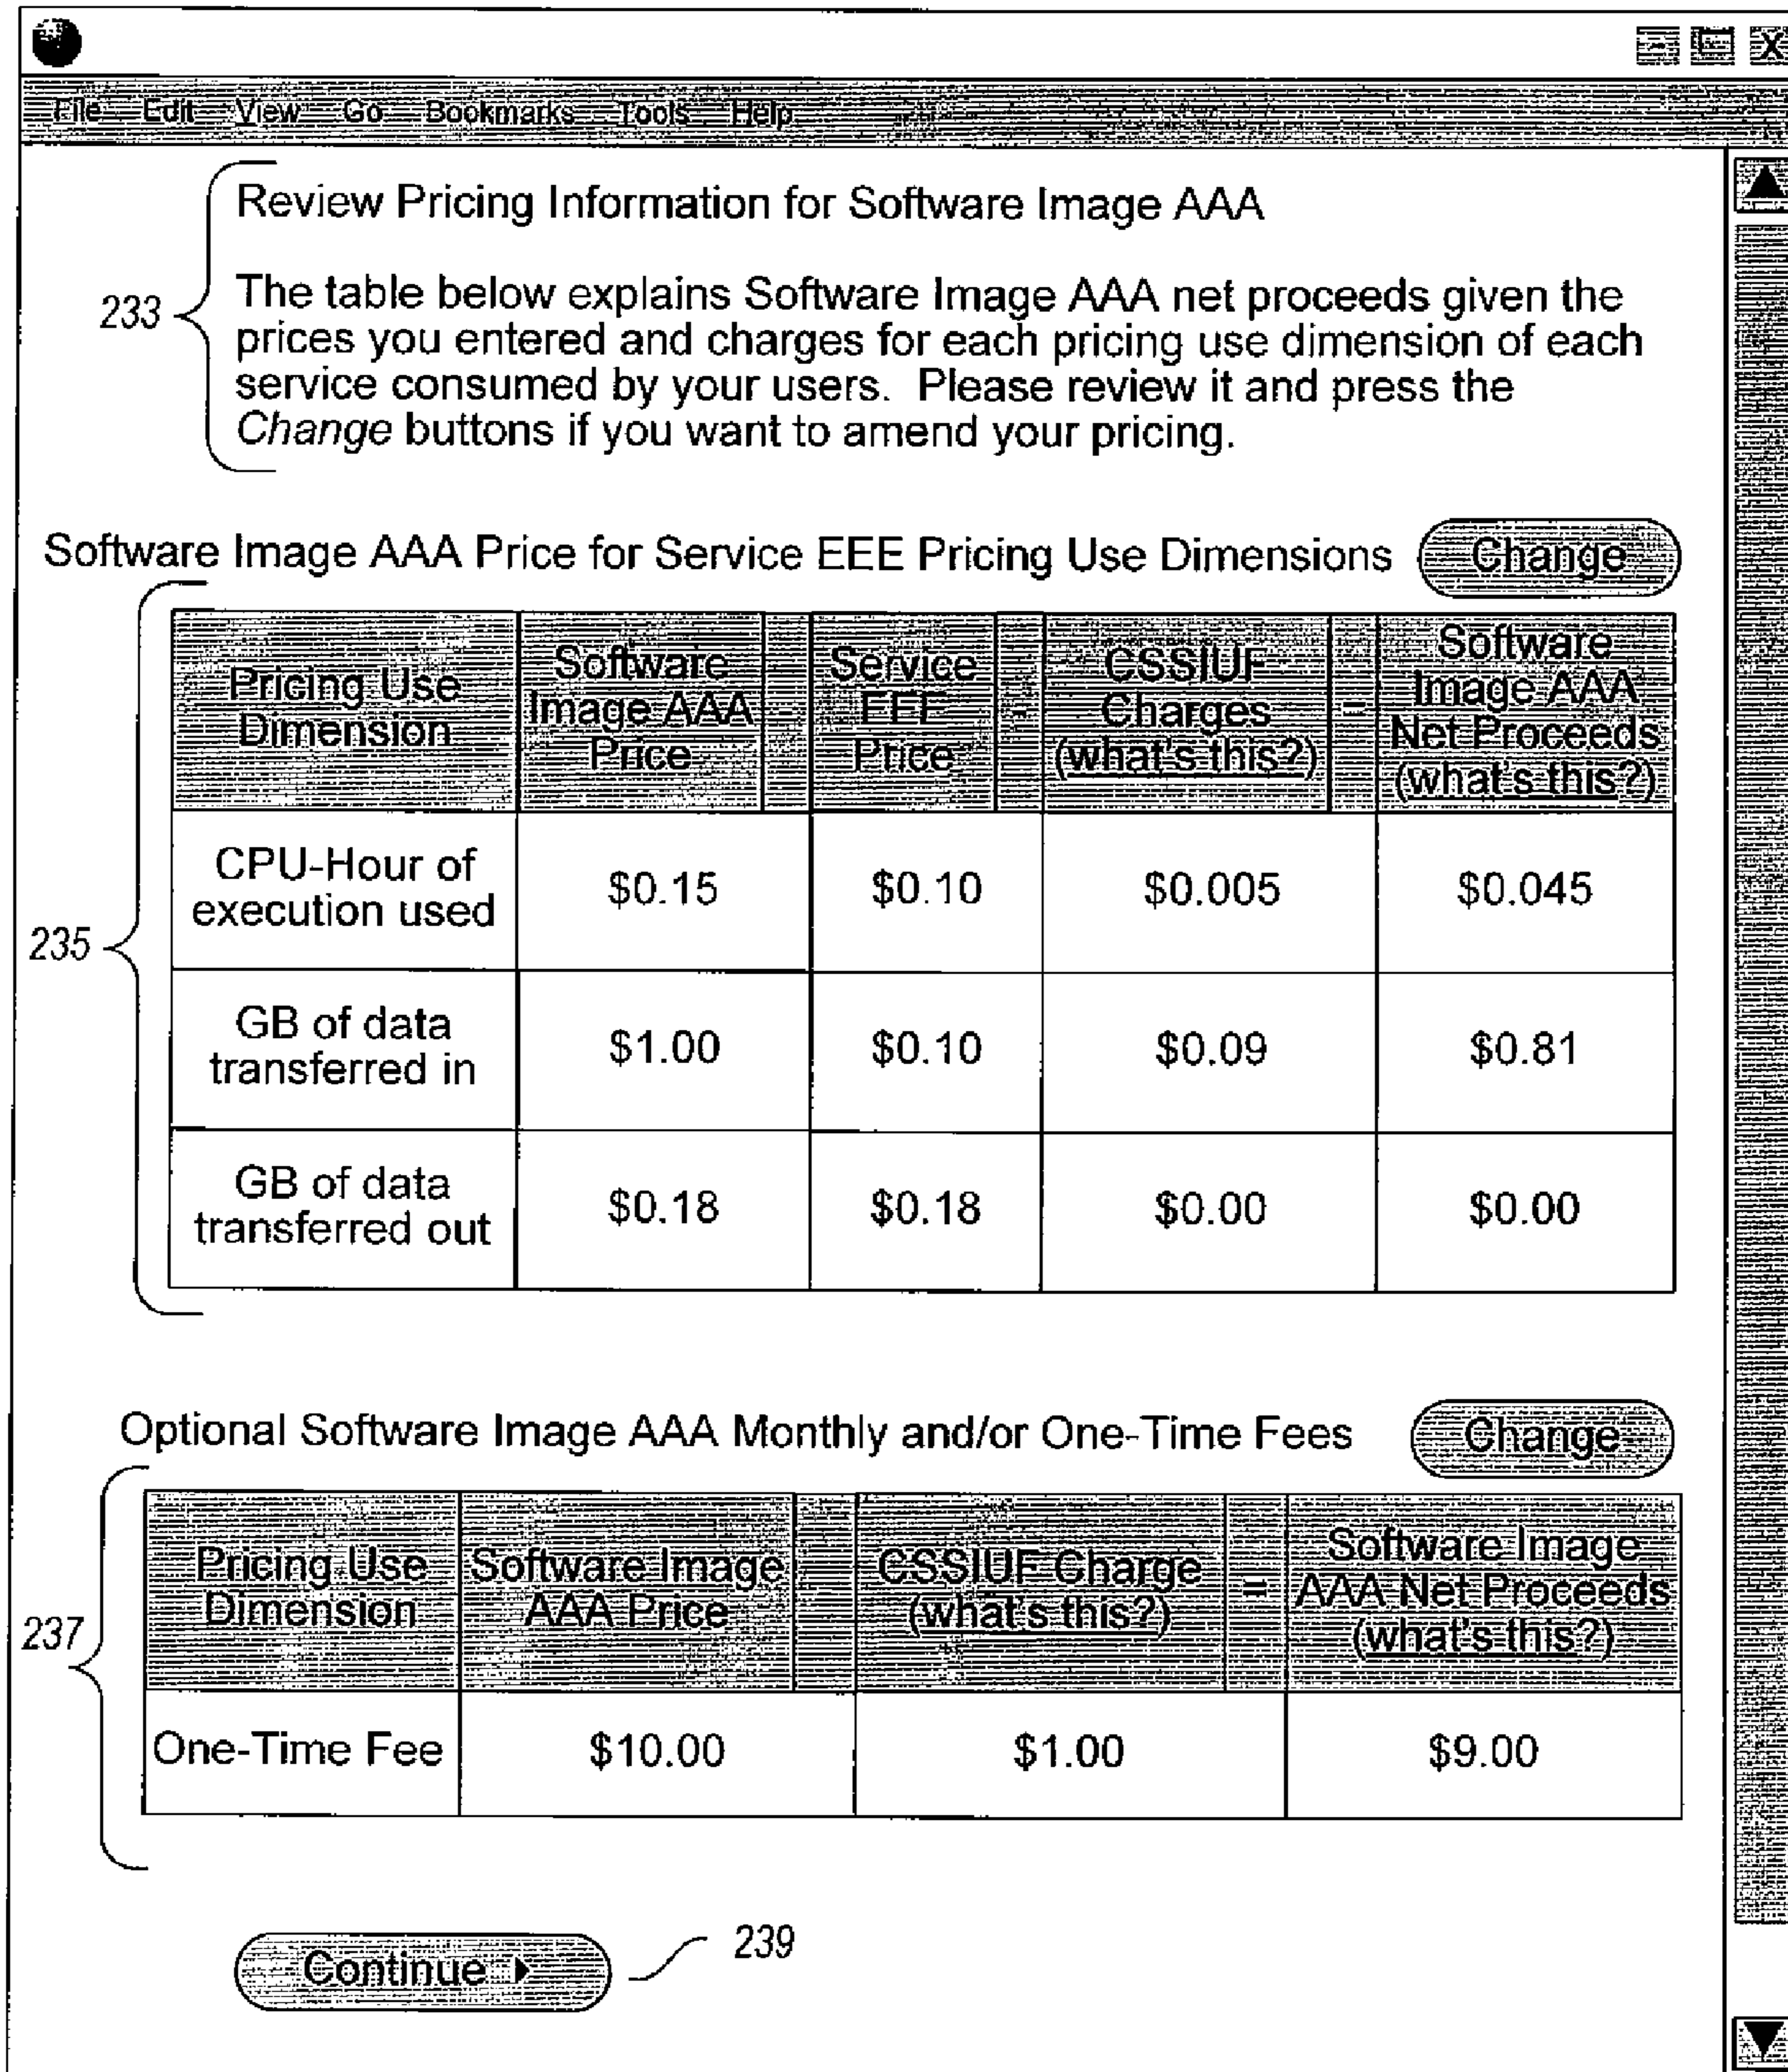 X
File Edit View Go Bookmarks Tools Help
Review Pricing Information for Software Image AAA
233
The table below explains Software Image AAA net proceeds given the
prices you entered and charges for each pricing use dimension of each
service consumed by your users. Please review it and press the
Change buttons if you want to amend your pricing.
Software Image AAA Price for Service EEE Pricing Use Dimensions Change
235
Pricing Use
Dimension
Software
Image AAA
Price
-
Service
EEE
Price
-
CSSIUF
Charges
(what's this?)
=
Software
Image AAA
Net Proceeds
(what's this?)
CPU-Hour of
execution used
$0.15
$0.10
$0.005
$0.045
GB of data
transferred in
$1.00
$0.10
$0.09
$0.81
GB of data
transferred out
$0.18
$0.18
$0.00
$0.00
Optional Software Image AAA Monthly and/or One-Time Fees Change
237
Pricing Use
Dimension
Software Image
AAA Price
CSSIUF Charge
(what's this?)
=
Software Image
AAA Net Proceeds
(what's this?)
One-Time Fee
$10.00
$1.00
$9.00
Continue
239